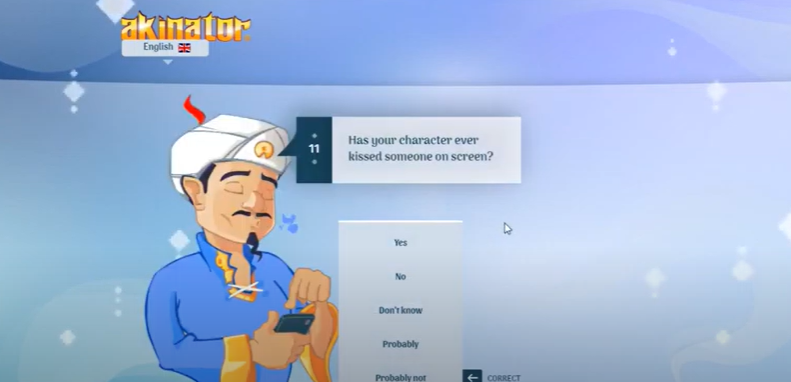 akinator
English
11
Has your character ever
kissed someone on screen?
Yes
No
Don't know
Probably
Probably not
CORRECT